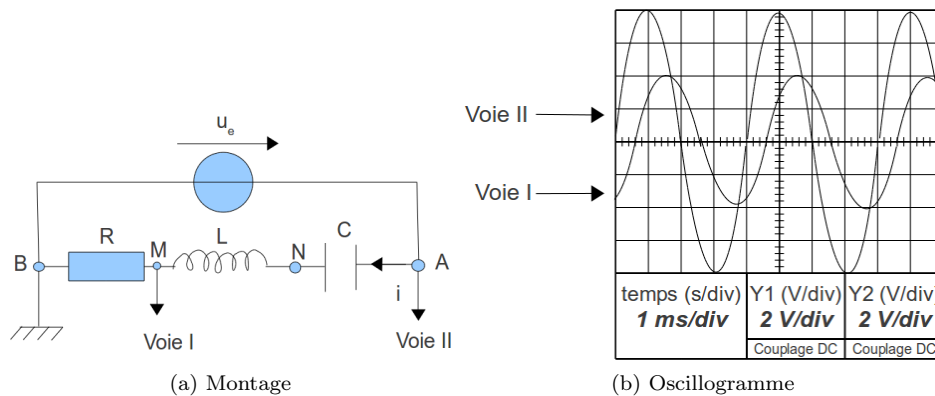 u_e
R
M
L
N
C
B
A
i
Voie I
Voie II
(a) Montage
Voie II
Voie I
temps (s/div)
1 ms/div
Y1 (V/div)
2 V/div
Couplage DC
Y2 (V/div)
2 V/div
Couplage DC
(b) Oscillogramme